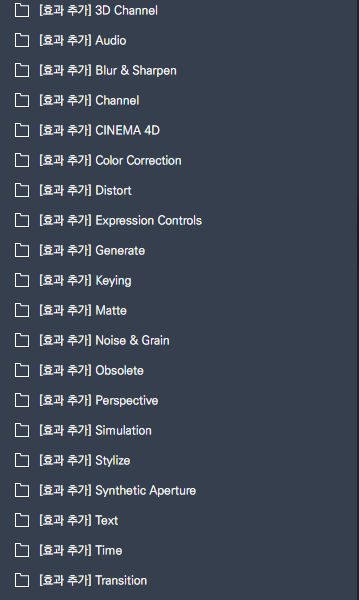 [효과 추가] 3D Channel
[효과 추가] Audio
[효과 추가] Blur & Sharpen
[효과 추가] Channel
[효과 추가] CINEMA 4D
[효과 추가] Color Correction
[효과 추가] Distort
[효과 추가] Expression Controls
[효과 추가] Generate
[효과 추가] Keying
[효과 추가] Matte
[효과 추가] Noise & Grain
[효과 추가] Obsolete
[효과 추가] Perspective
[효과 추가] Simulation
[효과 추가] Stylize
[효과 추가] Synthetic Aperture
[효과 추가] Text
[효과 추가] Time
[효과 추가] Transition